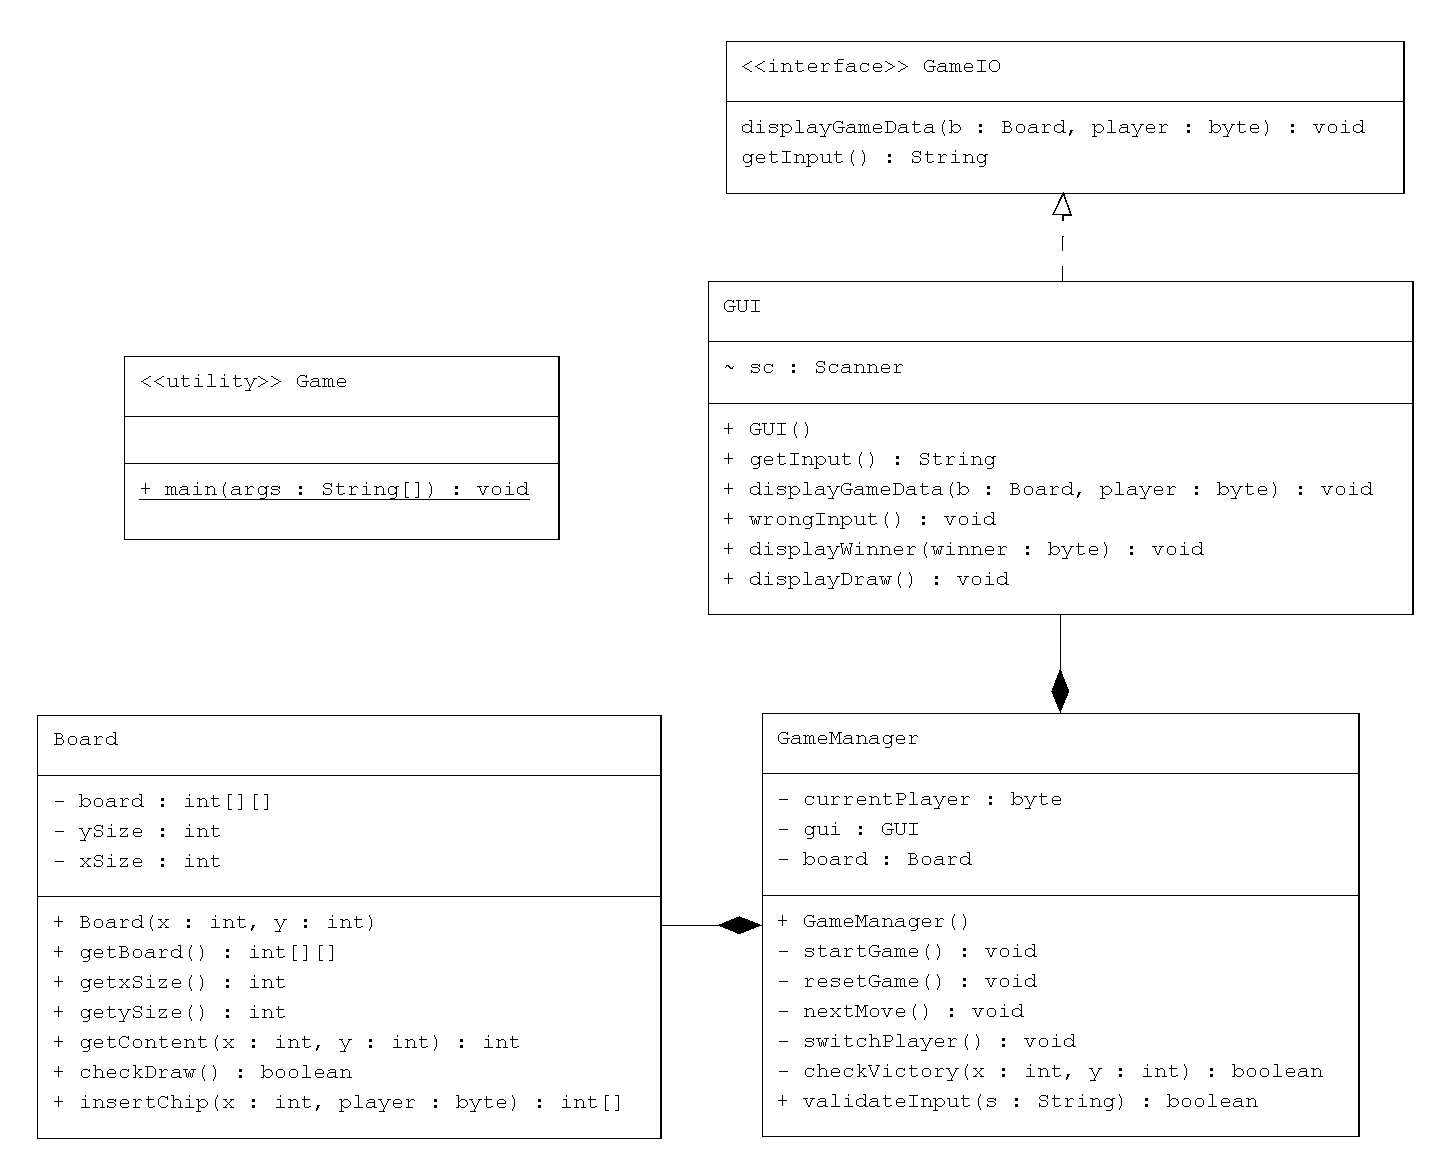 <<interface>> GameIO
displayGameData(b : Board, player : byte) : void
getInput() : String
GUI
~ sc : Scanner
+ GUI()
+ getInput() : String
+ displayGameData(b : Board, player : byte) : void
+ wrongInput() : void
+ displayWinner(winner : byte) : void
+ displayDraw() : void
<<utility>> Game
+ main(args : String[]) : void
Board
- board : int[][]
- ySize : int
- xSize : int
+ Board(x : int, y : int)
+ getBoard() : int[][]
+ getxSize() : int
+ getySize() : int
+ getContent(x : int, y : int) : int
+ checkDraw() : boolean
+ insertChip(x : int, player : byte) : int[]
GameManager
- currentPlayer : byte
- gui : GUI
- board : Board
+ GameManager()
- startGame() : void
- resetGame() : void
- nextMove() : void
- switchPlayer() : void
- checkVictory(x : int, y : int) : boolean
+ validateInput(s : String) : boolean